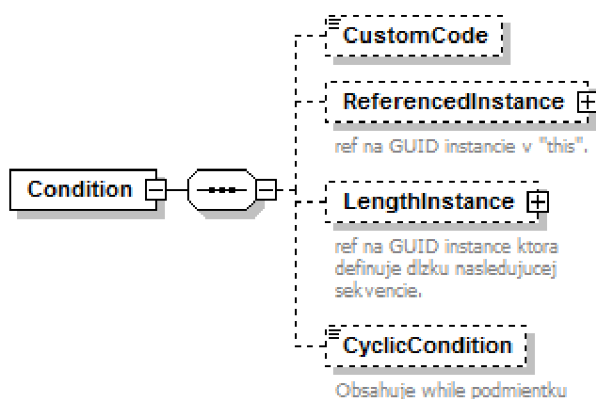 CustomCode
ReferencedInstance
ref na GUID instancie v "this".
Condition
LengthInstance
ref na GUID instance ktora
definuje dlzku nasledujucej
sekvencie.
CyclicCondition
Obsahuje while podmientku